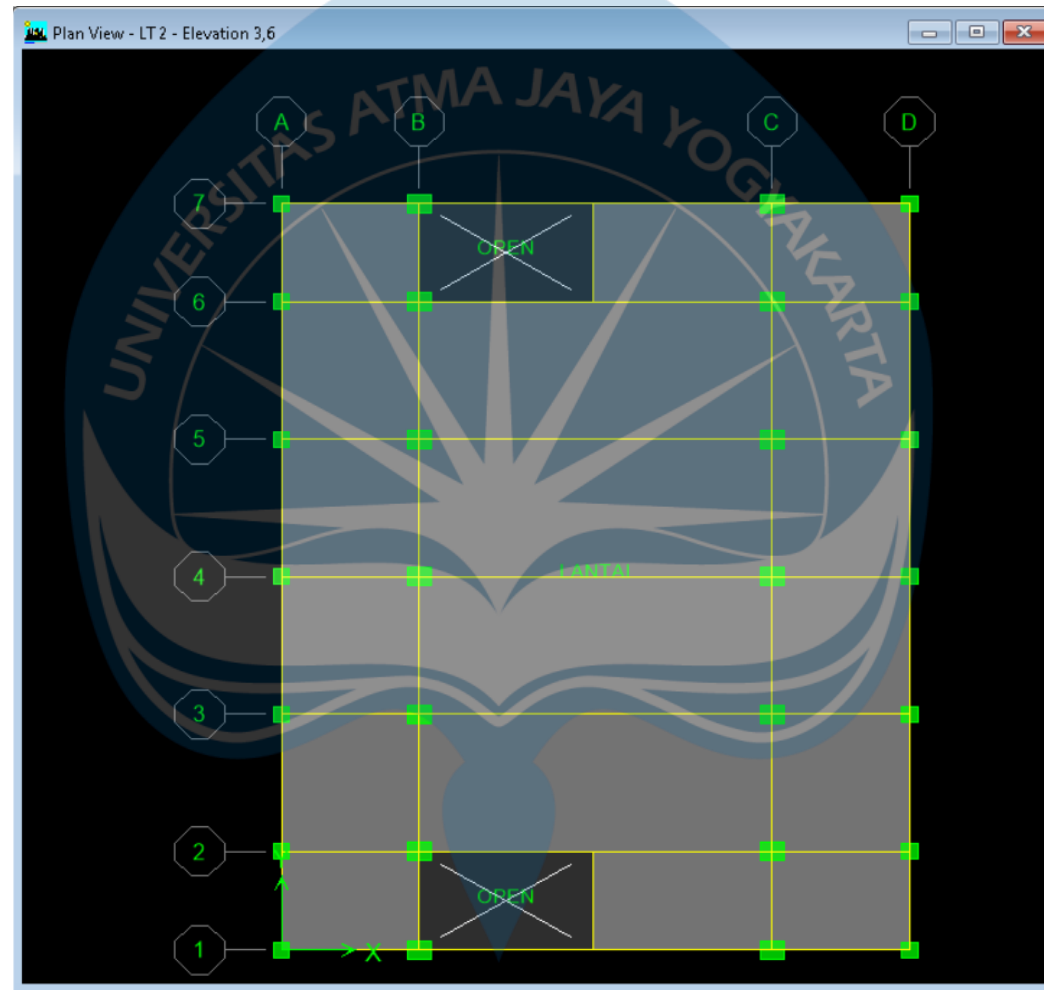 Plan View - LT 2 - Elevation 3,6
UNIVERSITAS ATMA JAYA YOGYAKARTA
A B C D
7
OPEN
6
5
4
LANTAI
3
2
OPEN
1
X